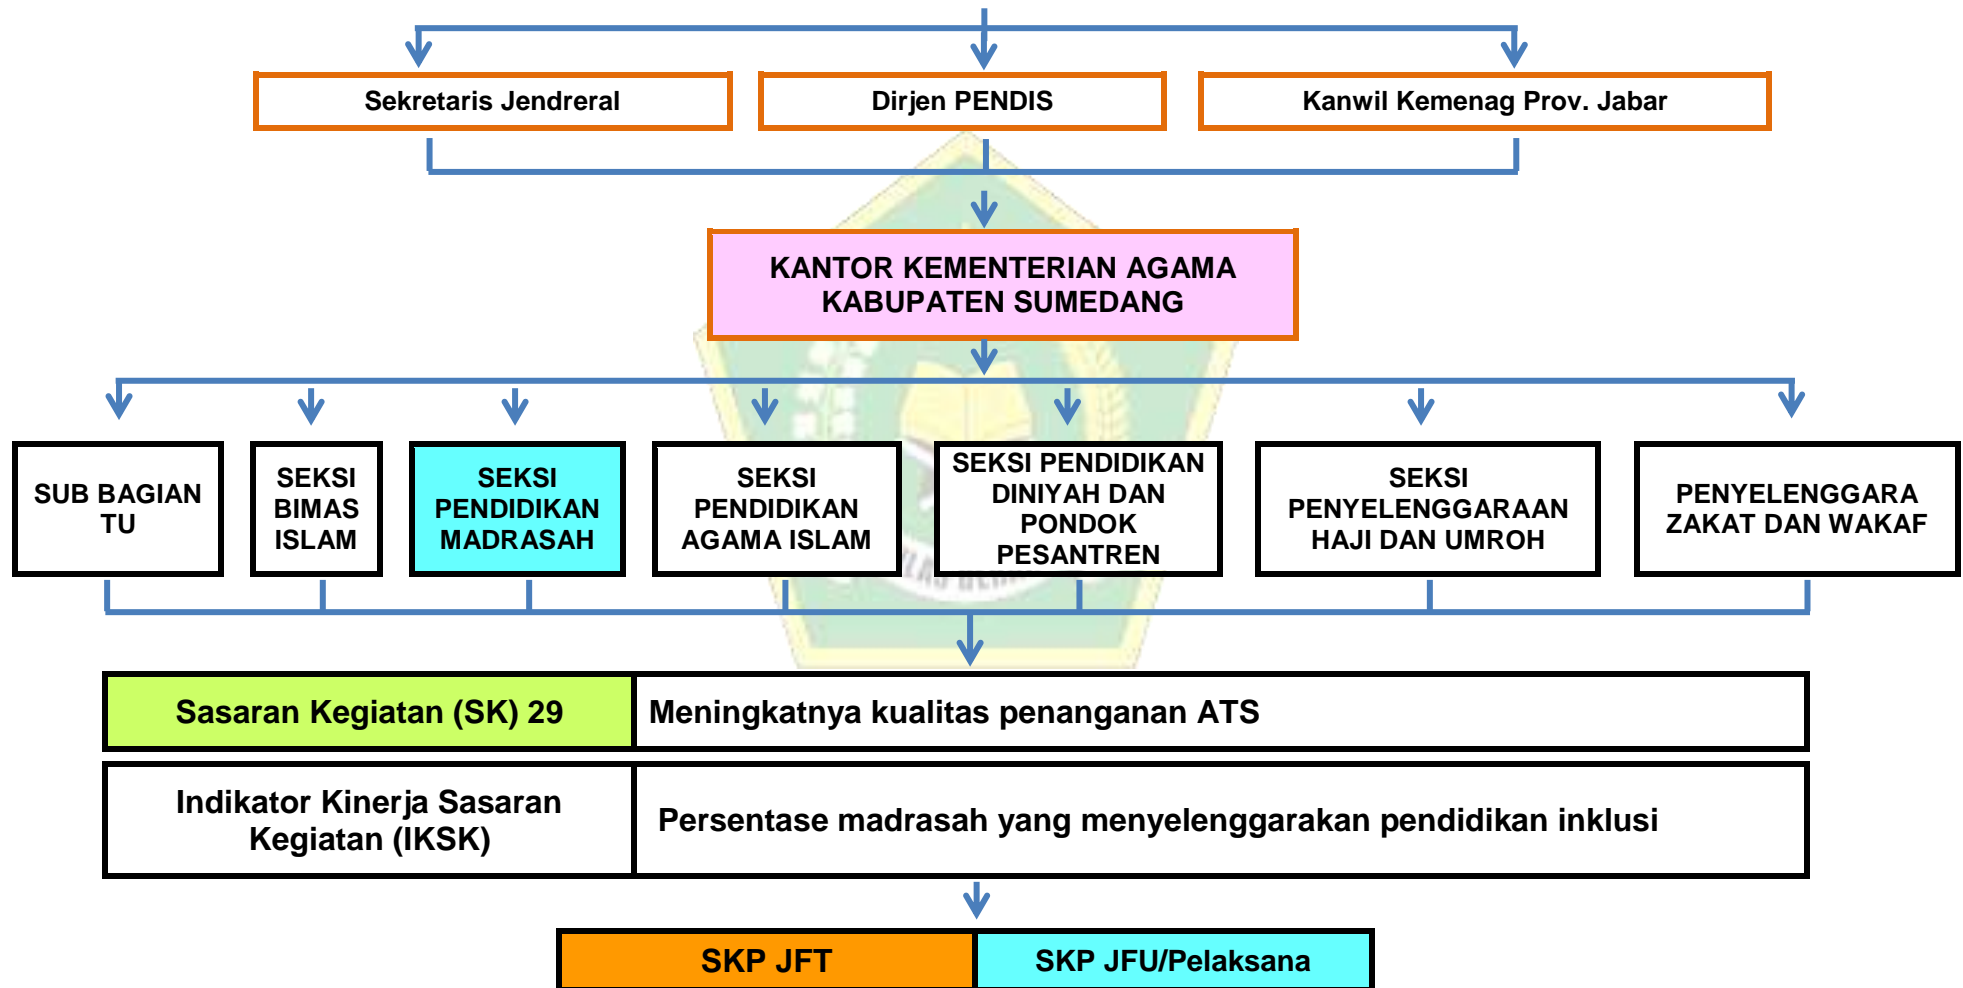 Sekretaris Jendreral
Dirjen PENDIS
Kanwil Kemenag Prov. Jabar
KANTOR KEMENTERIAN AGAMA
KABUPATEN SUMEDANG
SUB BAGIAN
TU
SEKSI
BIMAS
ISLAM
SEKSI
PENDIDIKAN
MADRASAH
SEKSI
PENDIDIKAN
AGAMA ISLAM
SEKSI PENDIDIKAN
DINIYAH DAN
PONDOK
PESANTREN
SEKSI
PENYELENGGARAAN
HAJI DAN UMROH
PENYELENGGARA
ZAKAT DAN WAKAF
Sasaran Kegiatan (SK) 29
Meningkatnya kualitas penanganan ATS
Indikator Kinerja Sasaran
Kegiatan (IKSK)
Persentase madrasah yang menyelenggarakan pendidikan inklusi
SKP JFT
SKP JFU/Pelaksana